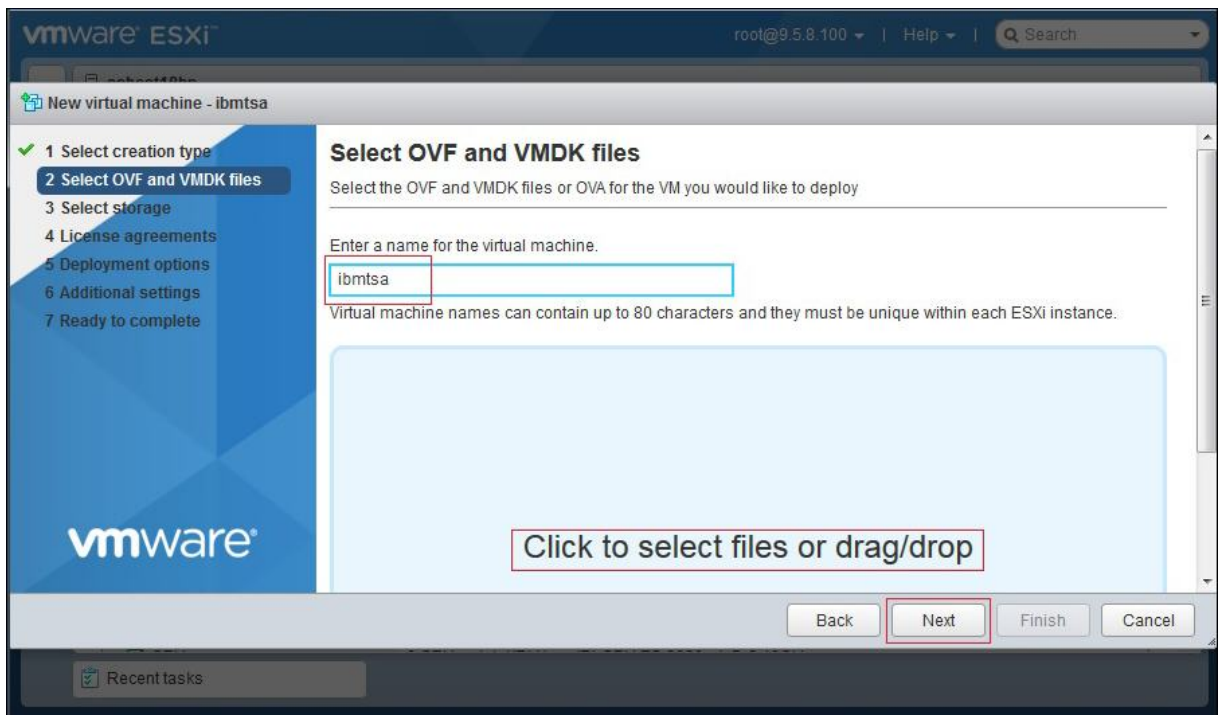 vmware ESXi™
root@9.5.8.100 | Help | Search
New virtual machine - ibmtsa
1 Select creation type
2 Select OVF and VMDK files
3 Select storage
4 License agreements
5 Deployment options
6 Additional settings
7 Ready to complete
vmware®
Select OVF and VMDK files
Select the OVF and VMDK files or OVA for the VM you would like to deploy
Enter a name for the virtual machine.
ibmtsa
Virtual machine names can contain up to 80 characters and they must be unique within each ESXi instance.
Click to select files or drag/drop
Back Next Finish Cancel
Recent tasks